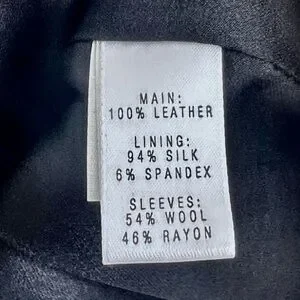 MAIN:
100% LEATHER
LINING:
94% SILK
6% SPANDEX
SLEEVES:
54% WOOL
46% RAYON